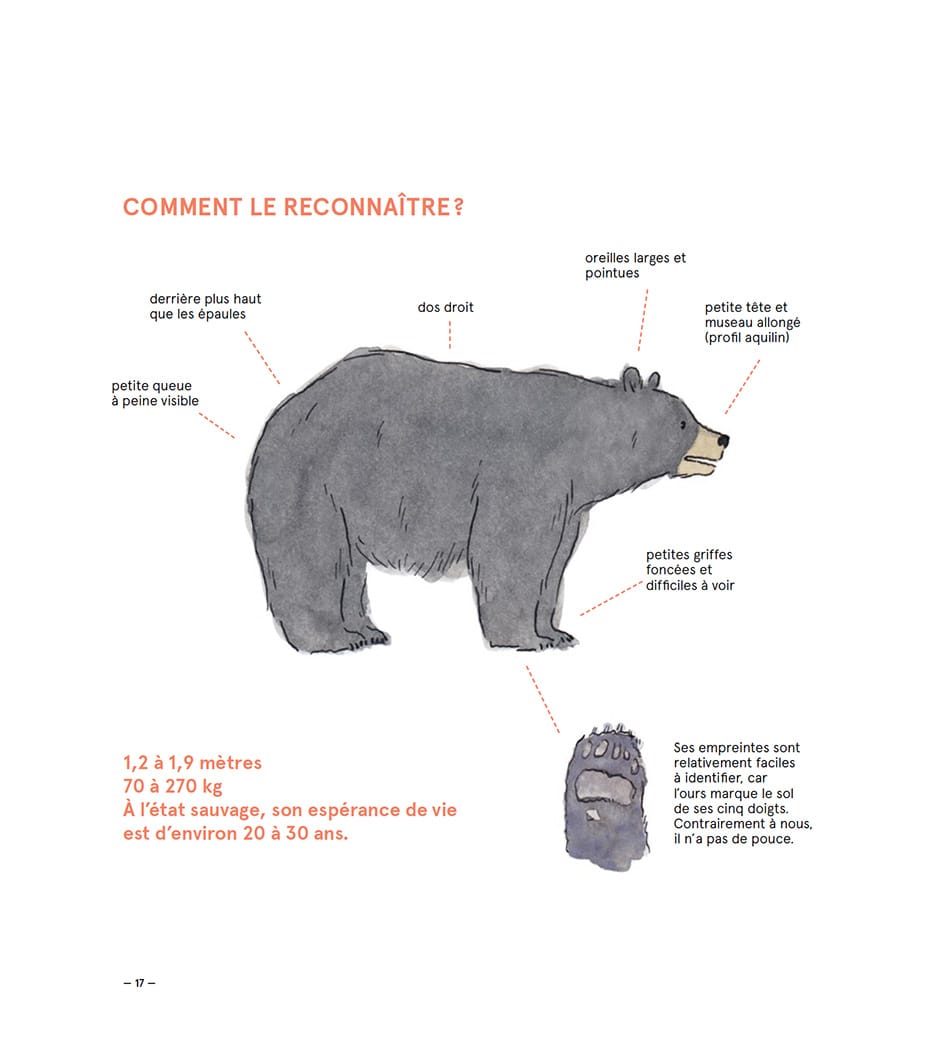 COMMENT LE RECONNAÎTRE?
oreilles larges et
pointues
derrière plus haut
que les épaules
dos droit
petite tête et
museau allongé
(profil aquilin)
petite queue
à peine visible
petites griffes
foncées et
difficiles à voir
1,2 à 1,9 mètres
70 à 270 kg
À l’état sauvage, son espérance de vie
est d’environ 20 à 30 ans.
Ses empreintes sont
relativement faciles
à identifier, car
l’ours marque le sol
de ses cinq doigts.
Contrairement à nous,
il n’a pas de pouce.
— 17 —